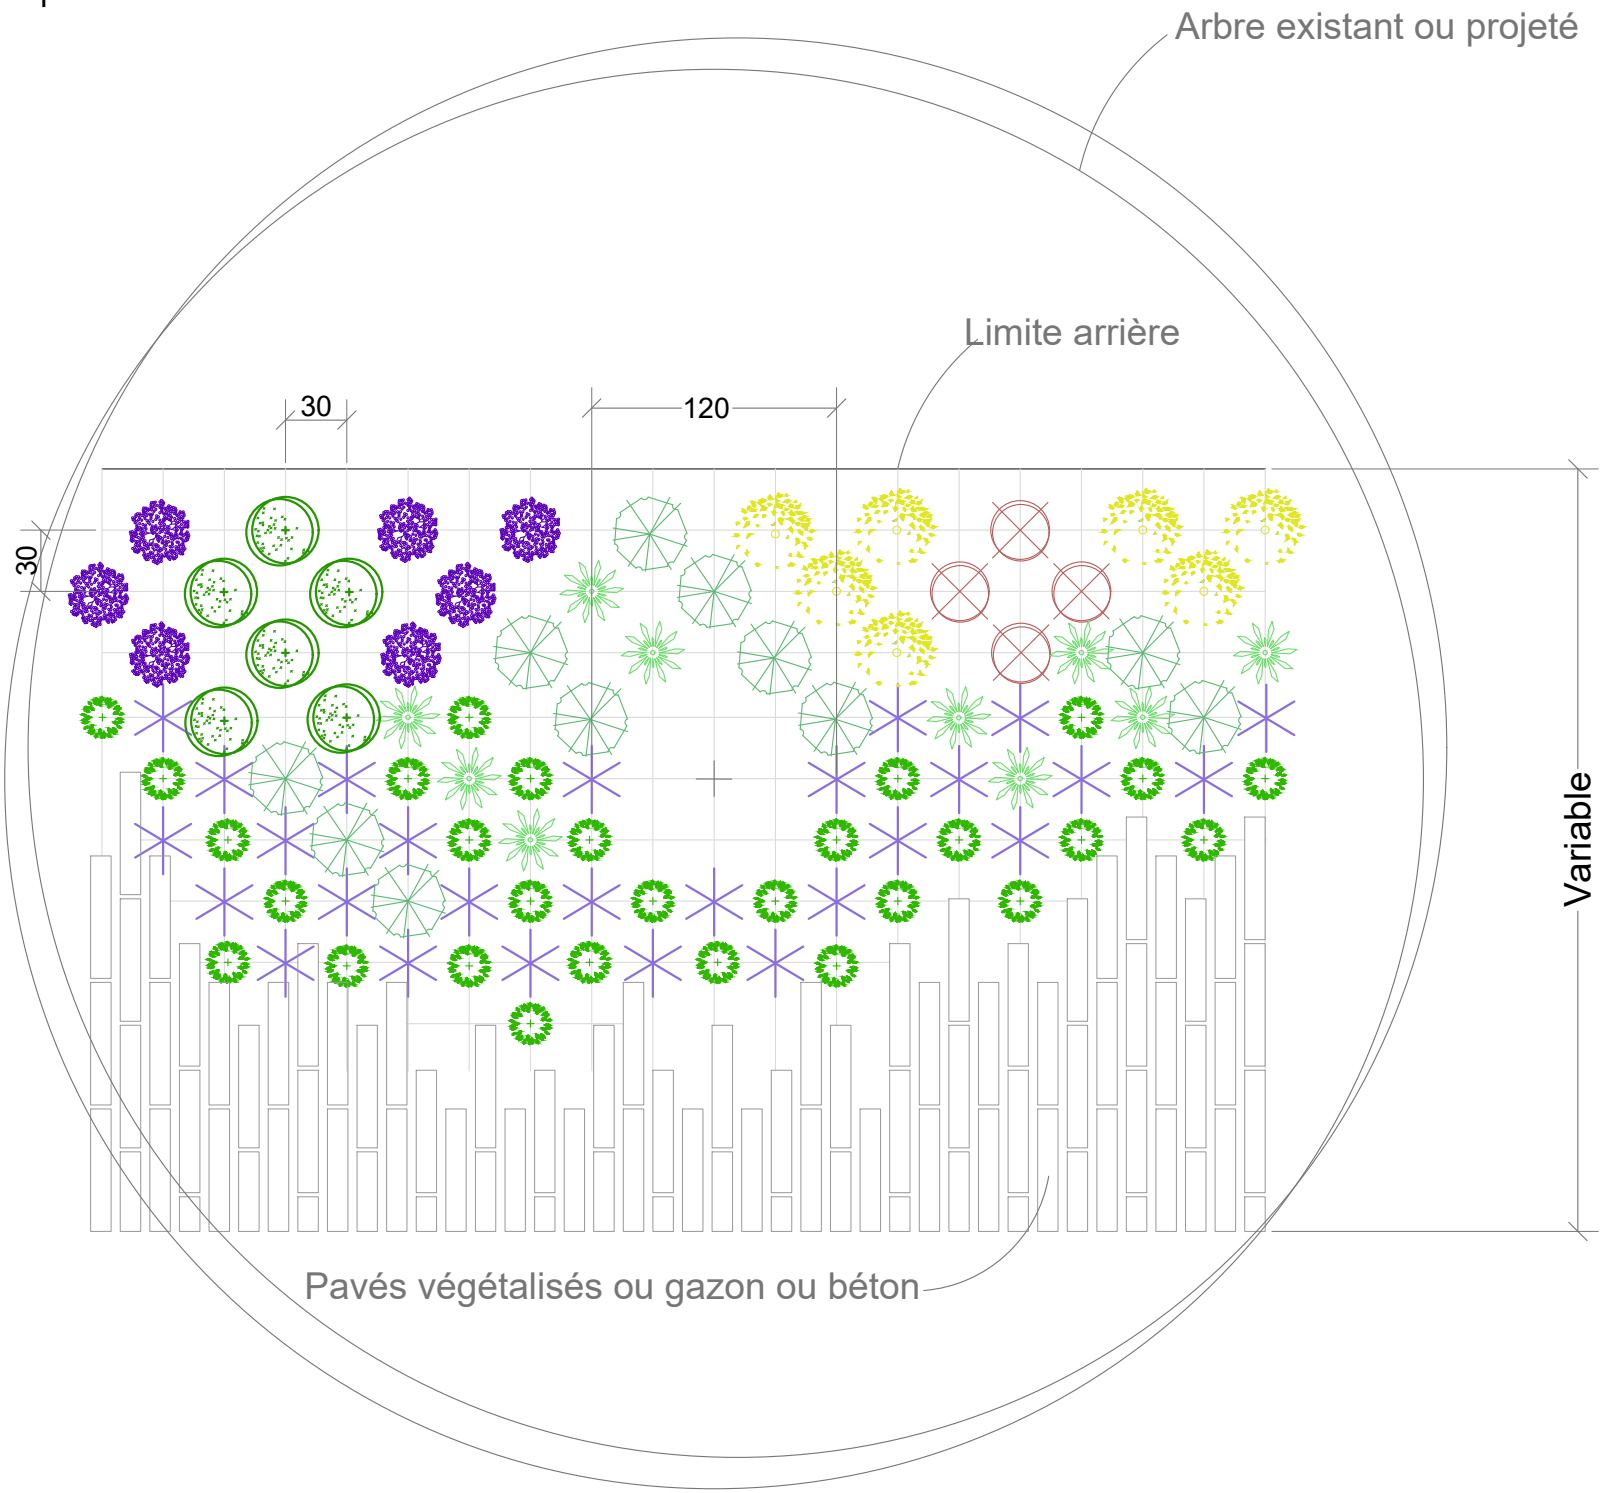 Arbre existant ou projeté
Limite arrière
30
120
30
Variable
Pavés végétalisés ou gazon ou béton